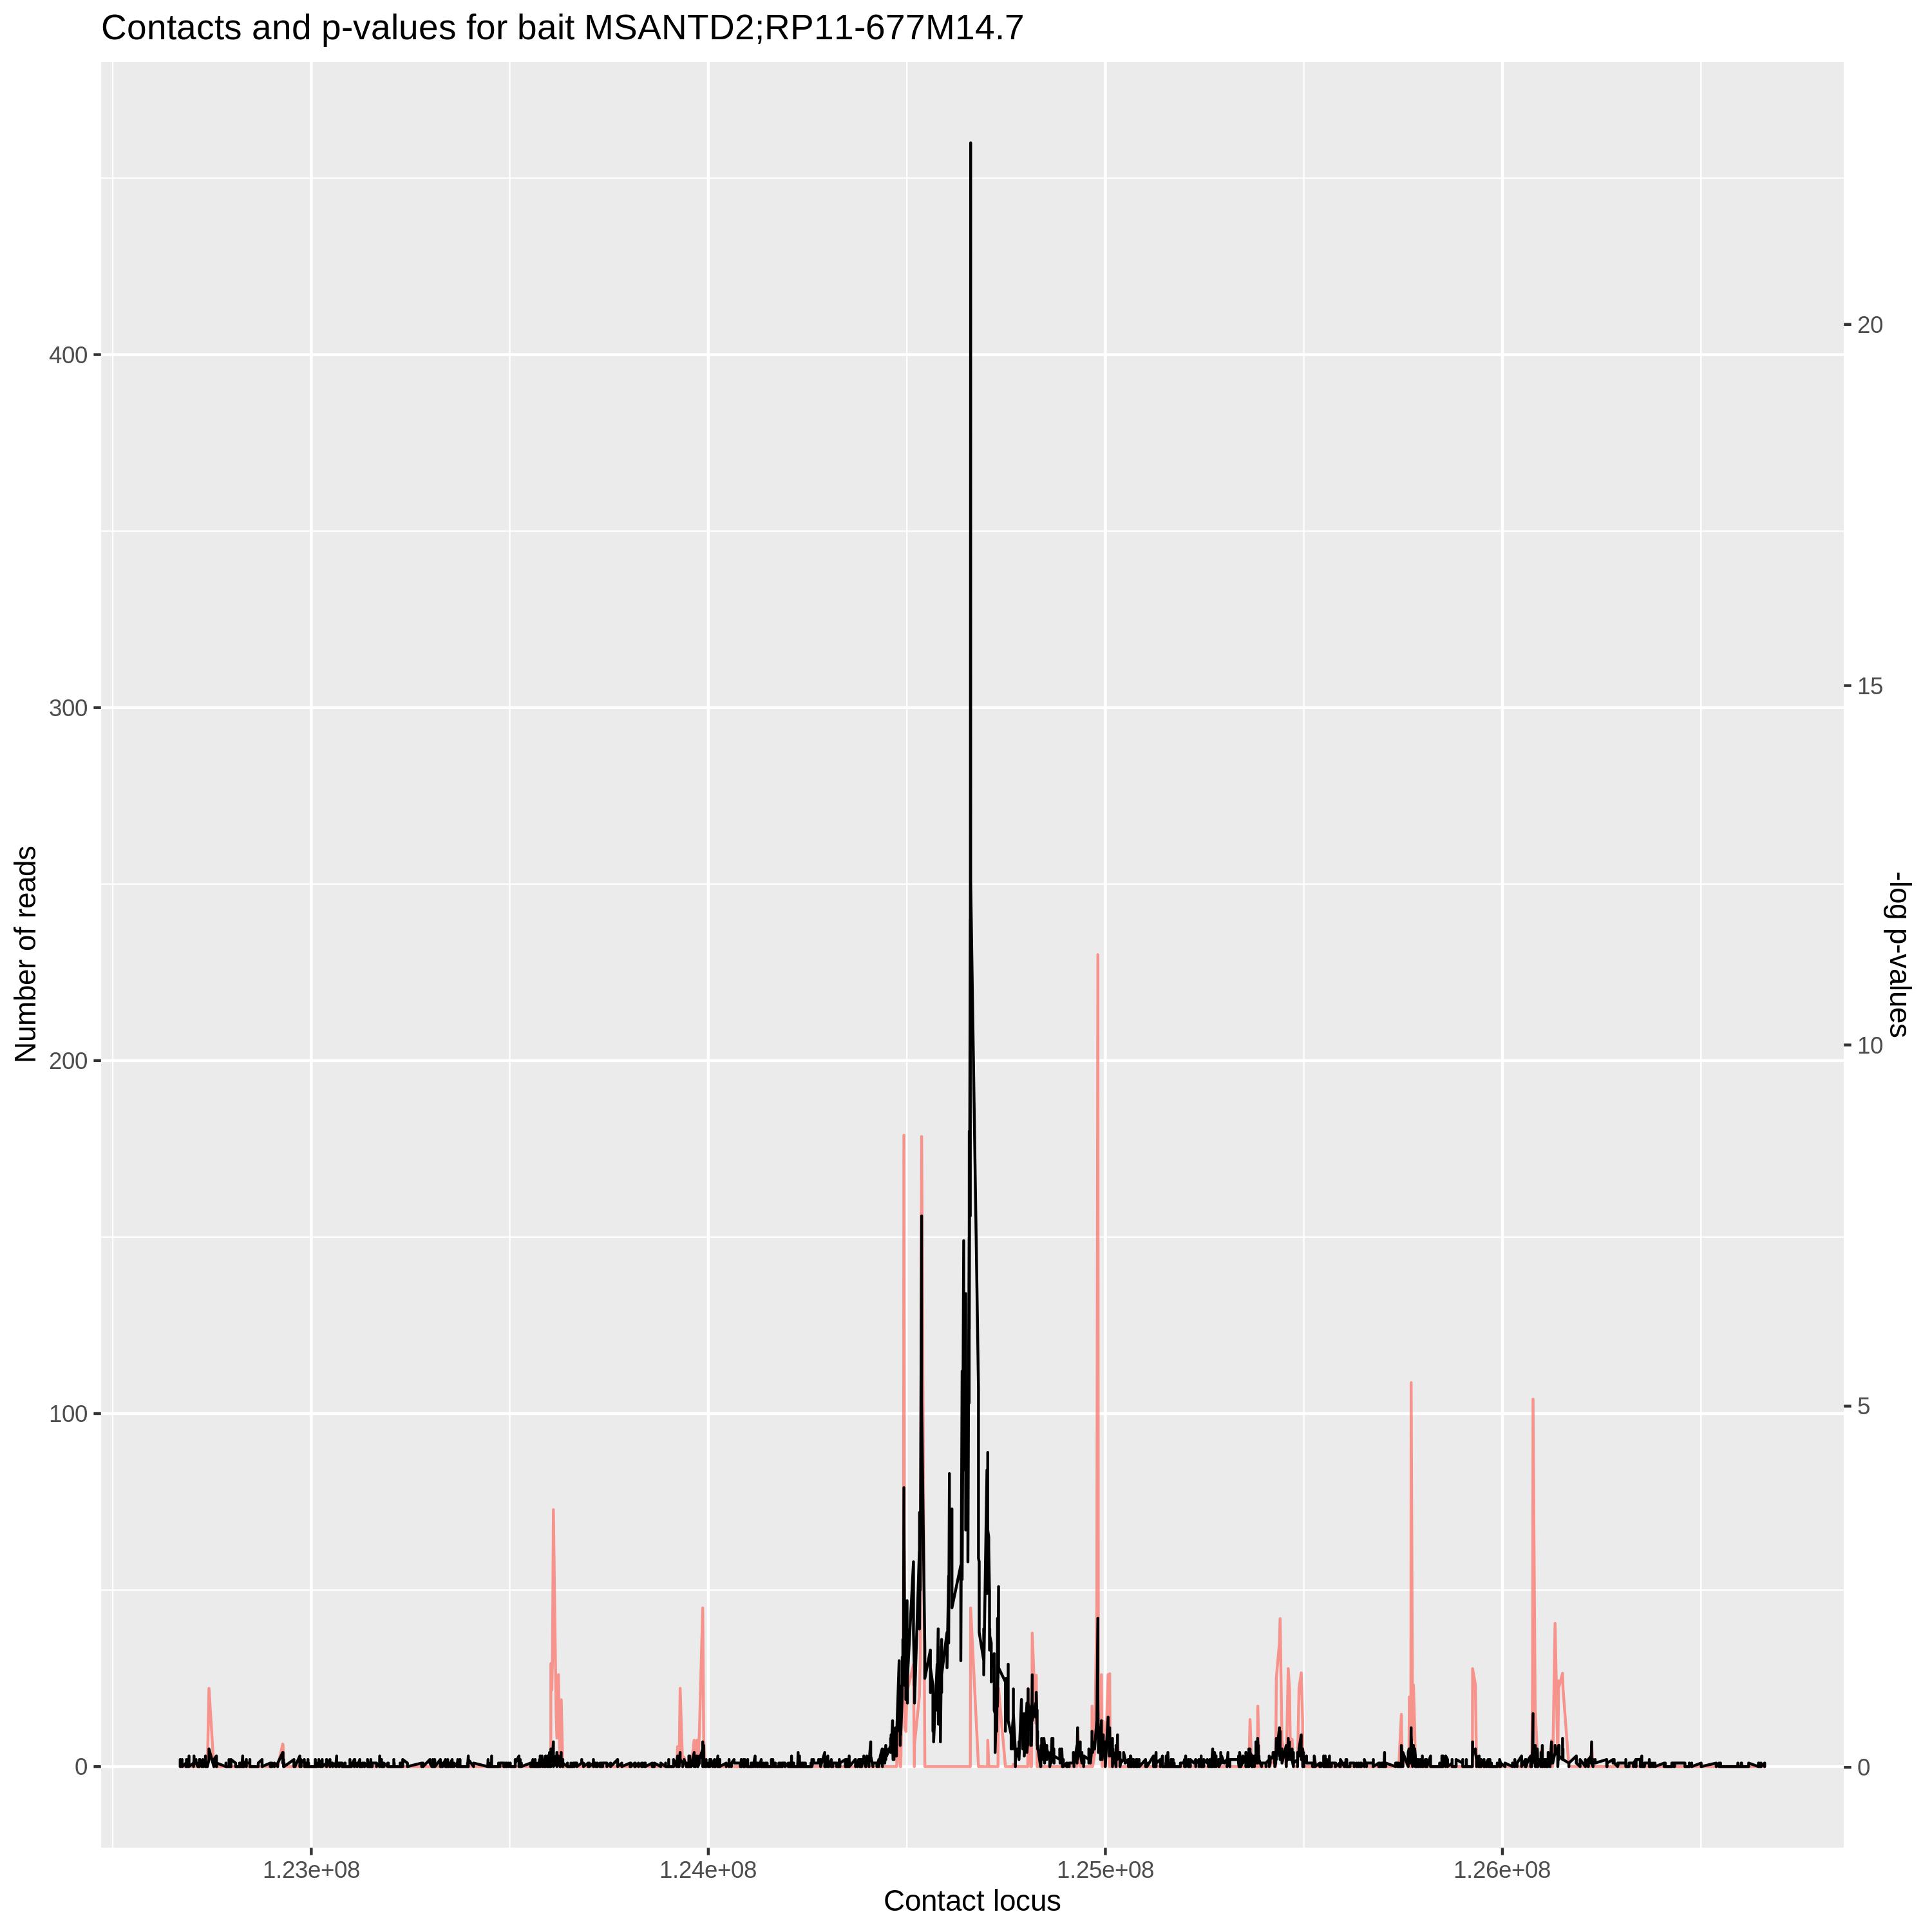 Contacts and p-values for bait MSANTD2;RP11-677M14.7
Number of reads
400
300
200
100
0
20
15
10
5
0
-log p-values
1.23e+08
1.24e+08
1.25e+08
1.26e+08
Contact locus